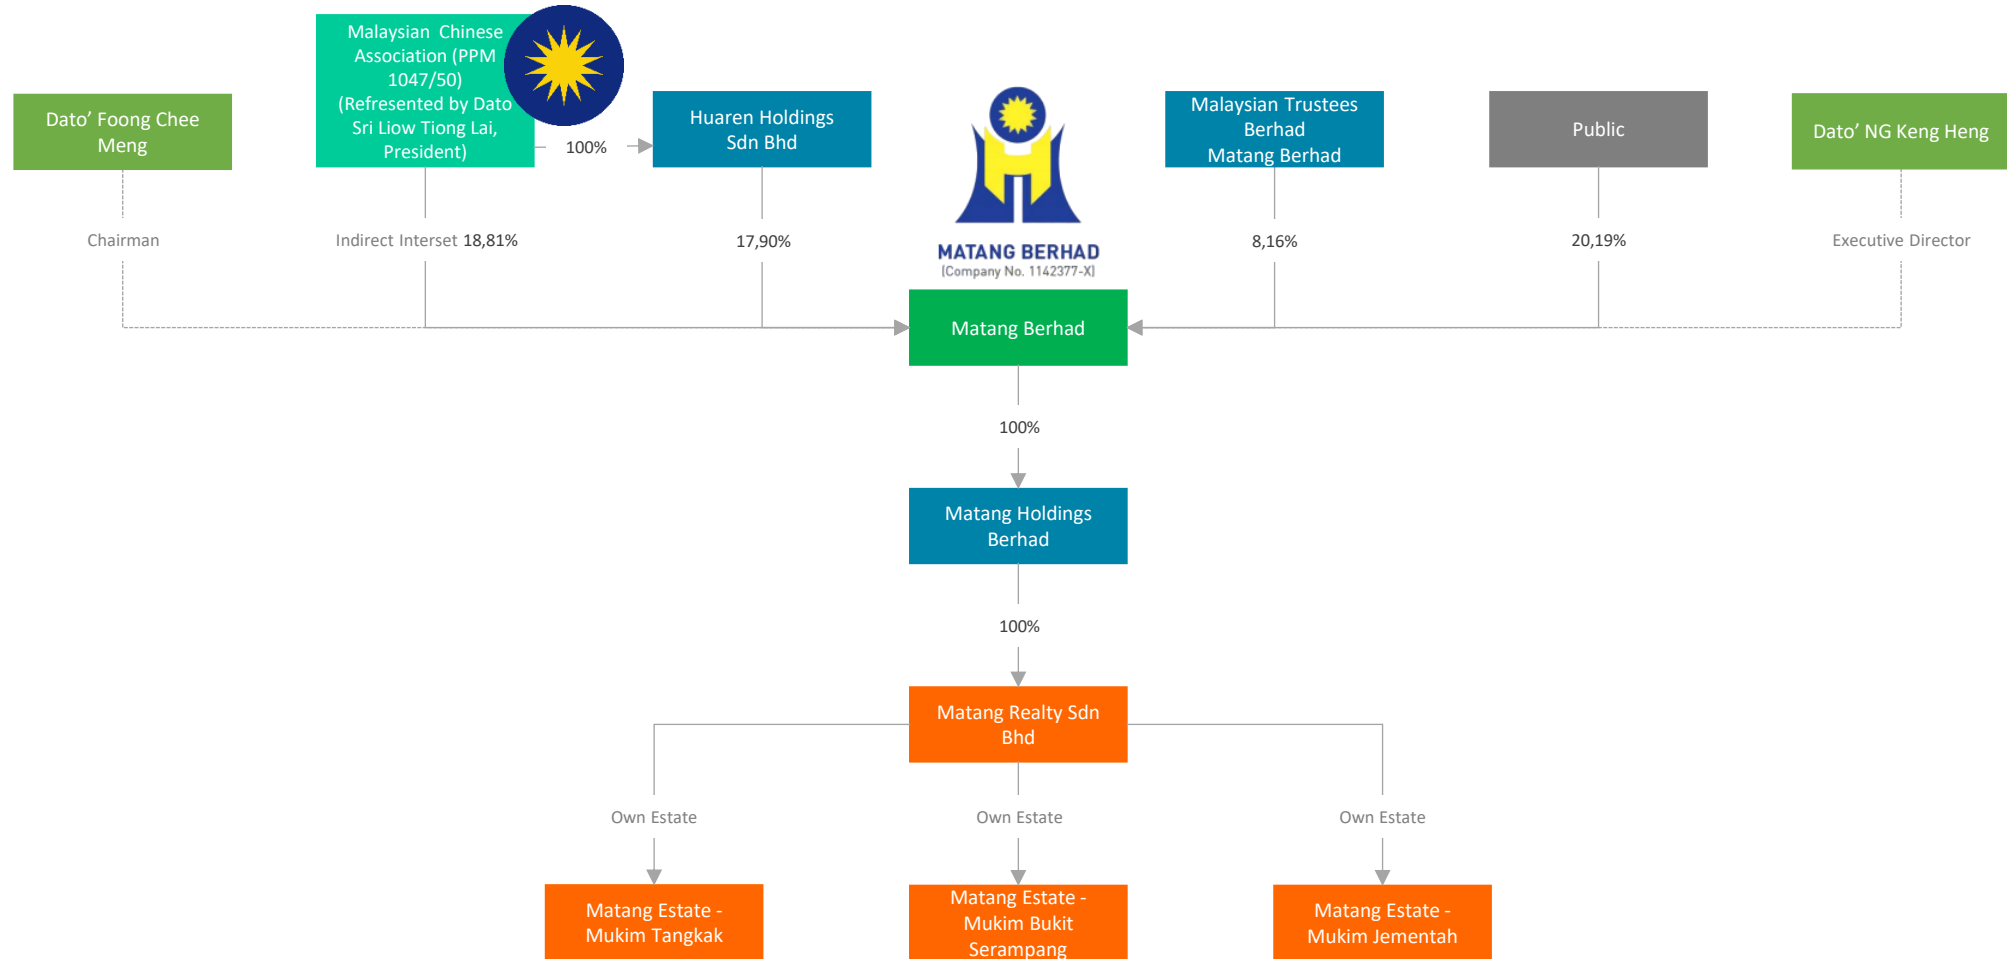 Malaysian Chinese
Association (PPM
1047/50)
(Refresented by Dato
Sri Liow Tiong Lai,
President)
Dato’ Foong Chee
Meng
100%
Huaren Holdings
Sdn Bhd
Malaysian Trustees
Berhad
Matang Berhad
Public
Dato’ NG Keng Heng
Chairman
Indirect Interset 18,81%
17,90%
MATANG BERHAD
(Company No. 1142377-X)
8,16%
20,19%
Executive Director
Matang Berhad
100%
Matang Holdings
Berhad
100%
Matang Realty Sdn
Bhd
Own Estate
Own Estate
Own Estate
Matang Estate -
Mukim Tangkak
Matang Estate -
Mukim Bukit
Serampang
Matang Estate -
Mukim Jementah